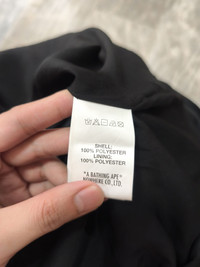 SHELL:
100% POLYESTER
LINING:
100% POLYESTER
"A BATHING APE"
NOWHERE CO.,LTD.